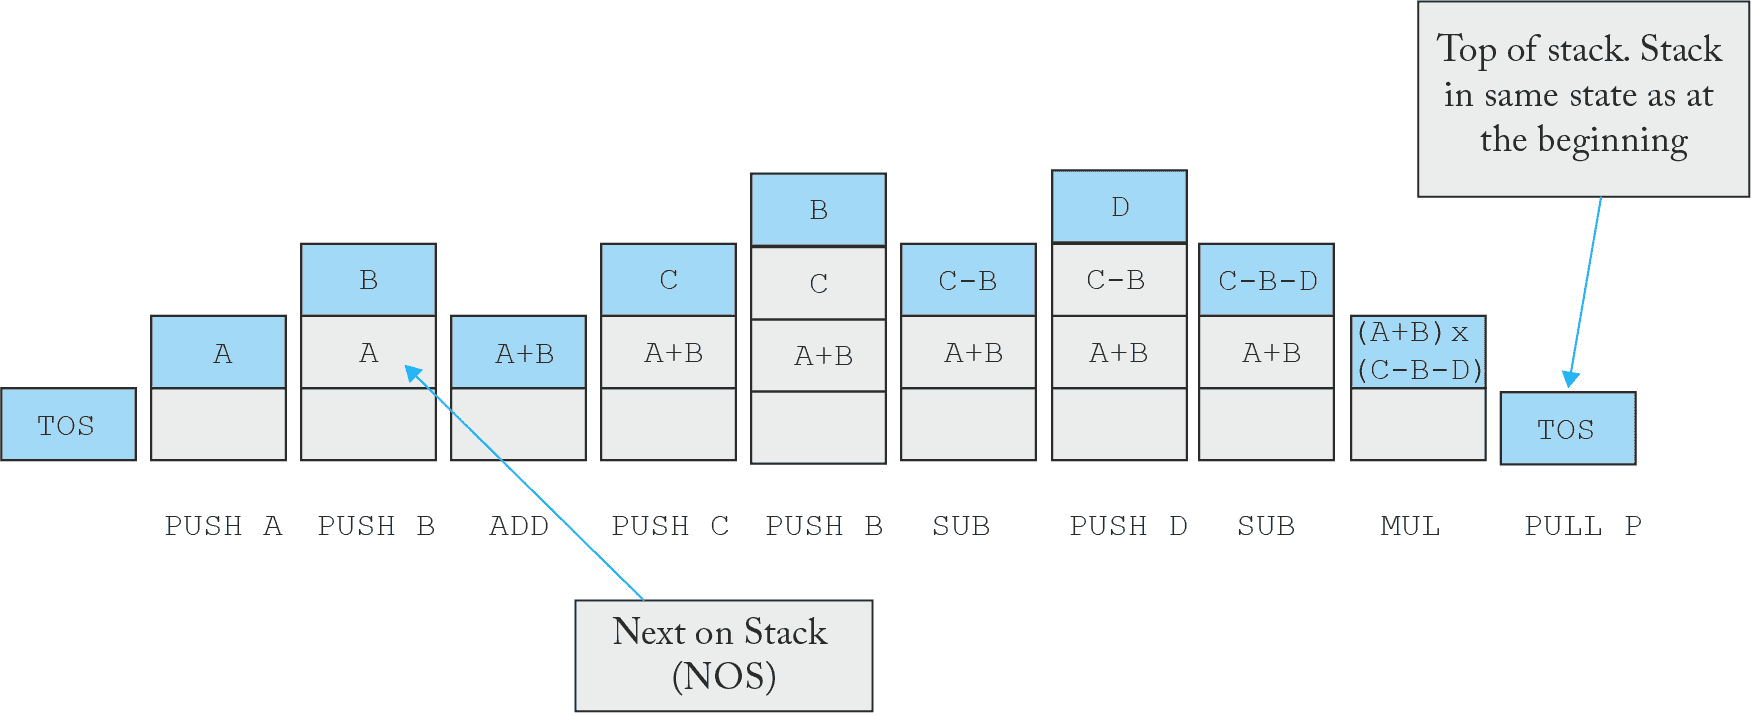 Top of stack. Stack
in same state as at
the beginning
B
D
B
C
C
C-B
C-B
C-B-D
A
A
A+B
A+B
A+B
A+B
A+B
A+B
(A+B)x
(C-B-D)
TOS
TOS
PUSH A
PUSH B
ADD
PUSH C
PUSH B
SUB
PUSH D
SUB
MUL
PULL P
Next on Stack
(NOS)